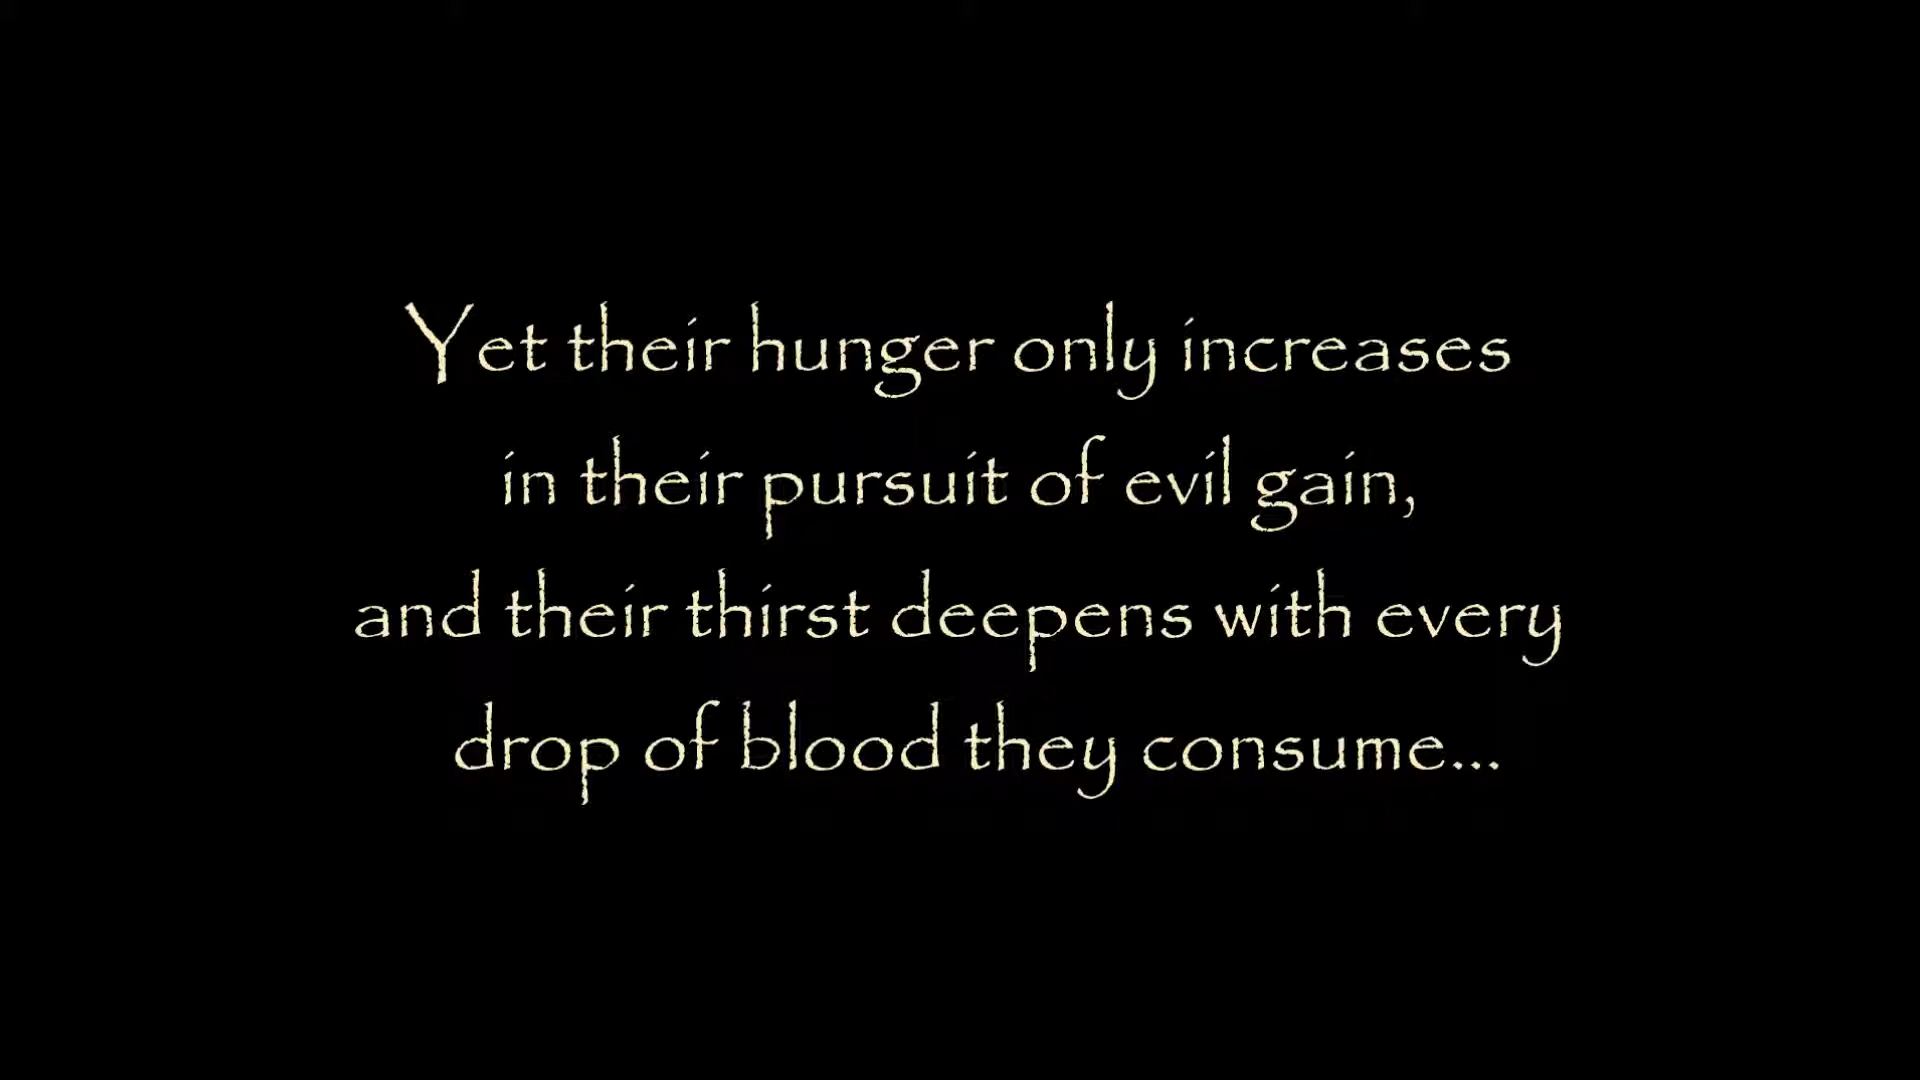 Yet their hunger only increases
in their pursuit of evil gain,
and their thirst deepens with every
drop of blood they consume...